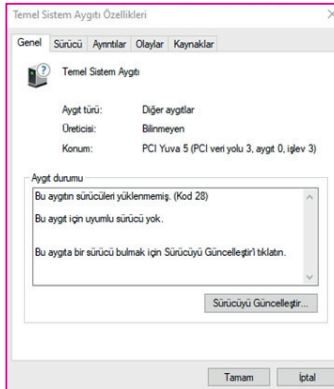 Temel Sistem Aygıtı Özellikleri
Genel Sürücü Ayrıntılar Olaylar Kaynaklar
Temel Sistem Aygıtı
Aygıt türü: Diğer aygıtlar
Üreticisi: Bilinmeyen
Konum: PCI Yuva 5 (PCI veri yolu 3, aygıt 0, işlev 3)
Aygıt durumu
Bu aygıtın sürücüleri yüklenmemiş. (Kod 28)
Bu aygıt için uyumlu sürücü yok.
Bu aygıta bir sürücü bulmak için Sürücüyü Güncelleştir'i tıklatın.
Sürücüyü Güncelleştir...
Tamam İptal